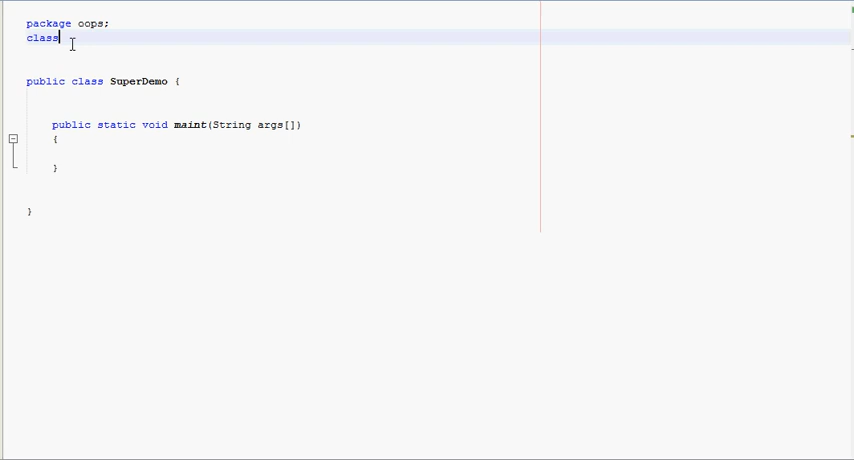 package oops;
class
public class SuperDemo {
public static void maint(String args[])
{
}
}